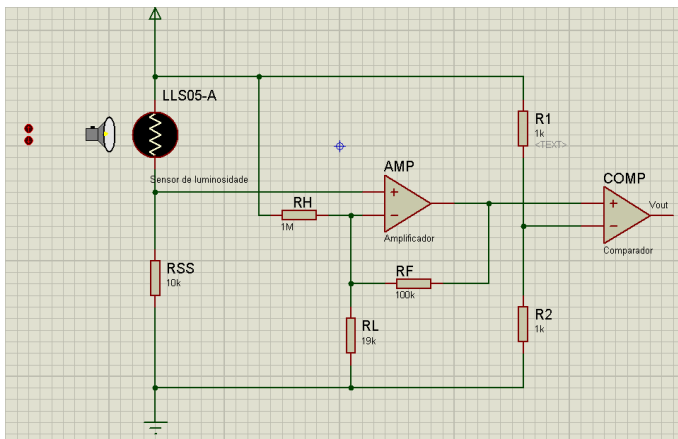 LLS05-A
Sensor de luminosidade
R1
1k
<TEXT>
AMP
Amplificador
COMP
Vout
Comparador
RH
1M
RSS
10k
RF
100k
RL
19k
R2
1k